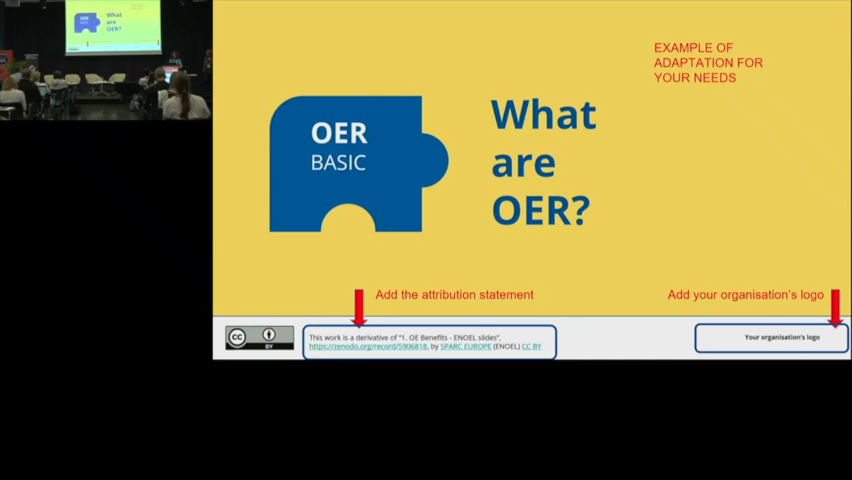 OER
BASIC
What
are
OER?
EXAMPLE OF
ADAPTATION FOR
YOUR NEEDS
OER
BASIC
What
are
OER?
Add the attribution statement
Add your organisation's logo
cc
BY
This work is a derivative of "1. OE Benefits - ENOEL slides",
https://zenodo.org/record/5906818, by SPARC EUROPE (ENOEL) CC BY
Your organisation's logo